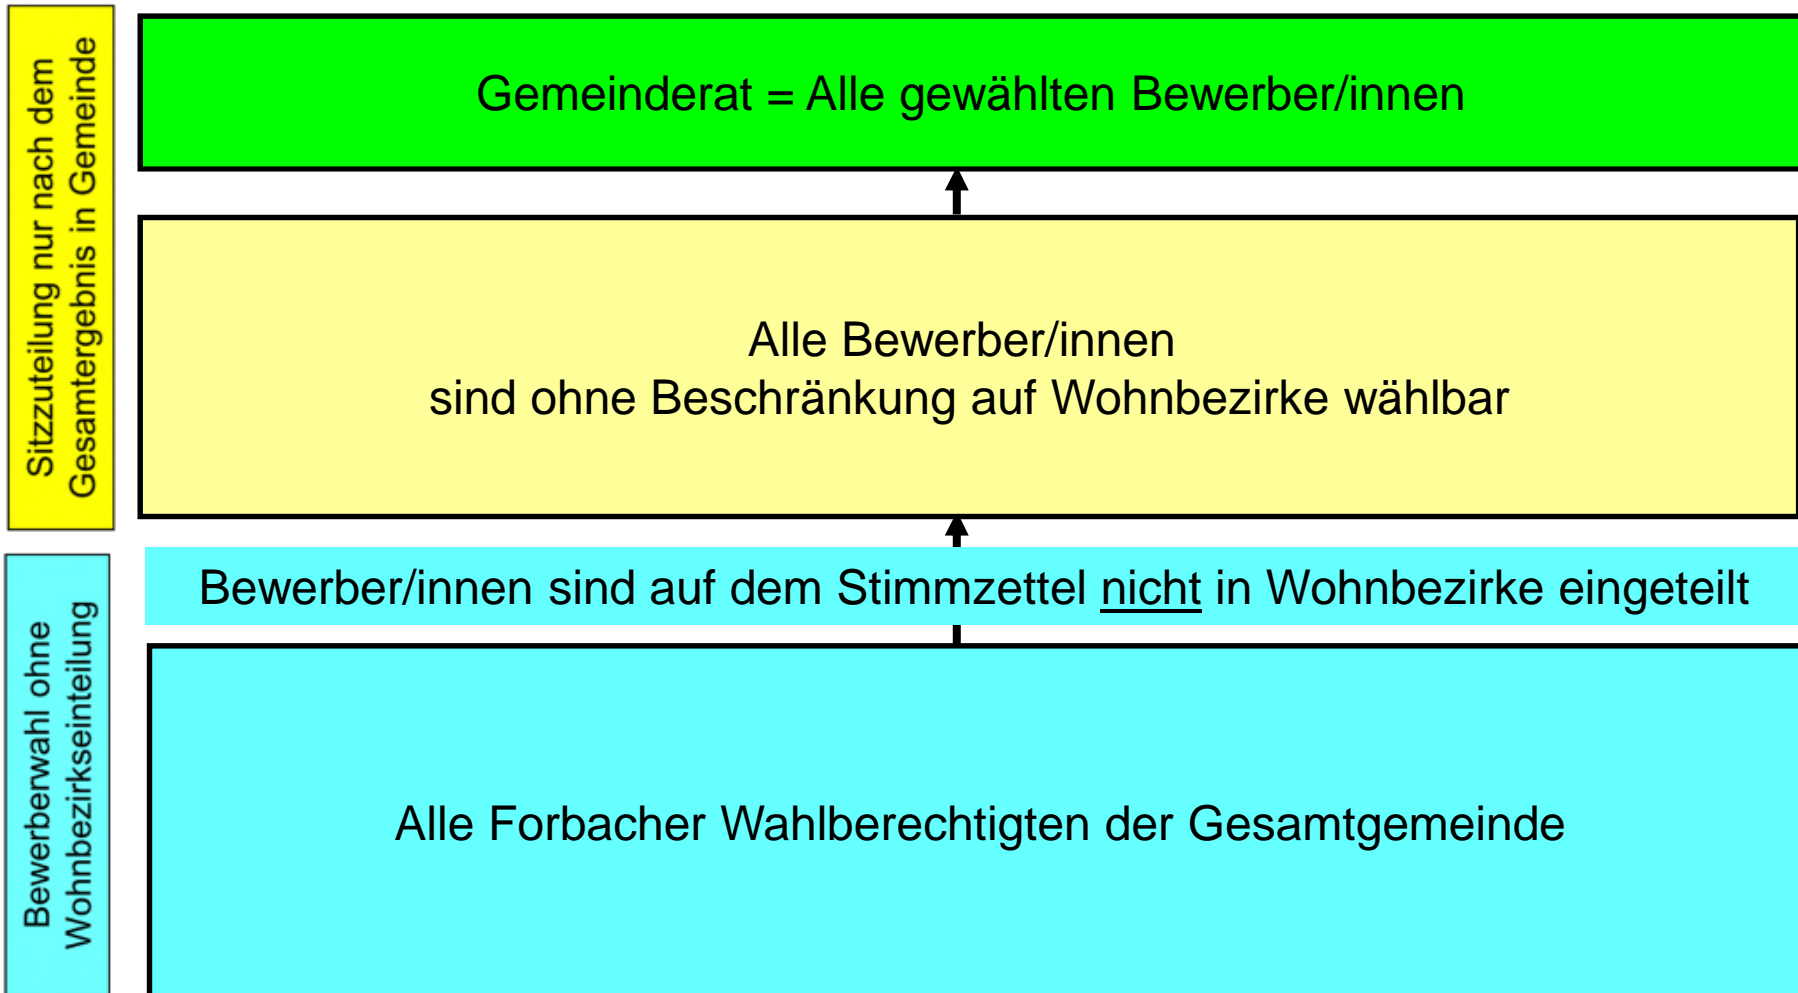 Sitzzuteilung nur nach dem
Gesamtergebnis in Gemeinde
Gemeinderat = Alle gewählten Bewerber/innen
Alle Bewerber/innen
sind ohne Beschränkung auf Wohnbezirke wählbar
Bewerberwahl ohne
Wohnbezirkseinteilung
Bewerber/innen sind auf dem Stimmzettel nicht in Wohnbezirke eingeteilt
Alle Forbacher Wahlberechtigten der Gesamtgemeinde